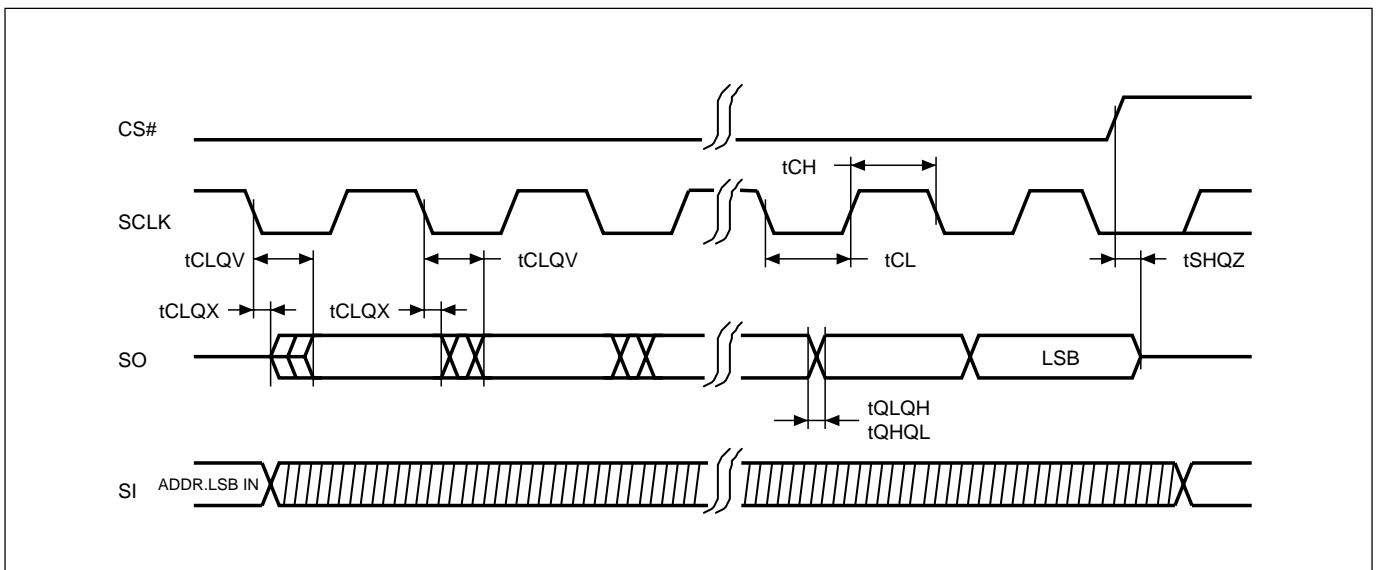 CS#
tCH
SCLK
tCLQV
tCLQV
tCL
tSHQZ
tCLQX
tCLQX
SO
LSB
tQLQH
tQHQL
SI
ADDR.LSB IN